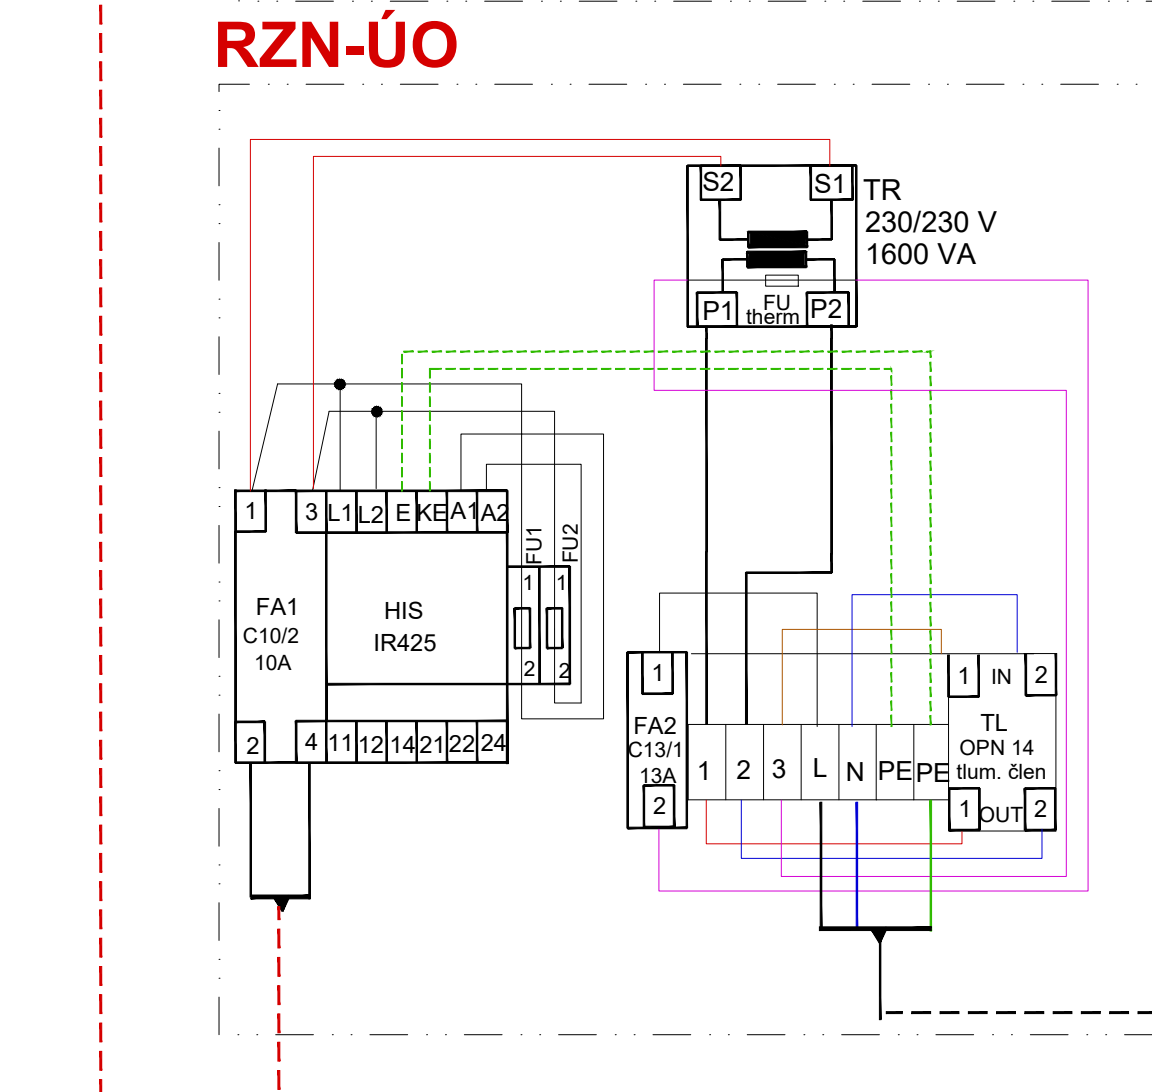 RZN-ÚO
S2 S1
TR
230/230 V
1600 VA
P1 FU P2
therm
1 3 L1 L2 E KE A1 A2
FU1
FU2
1 1
FA1
C10/2
10A
HIS
IR425
2 2
2 4 11 12 14 21 22 24
1
FA2
C13/1
13A
2
1 2 3 L N PE PE
1 IN 2
TL
OPN 14
tlum. člen
1 OUT 2